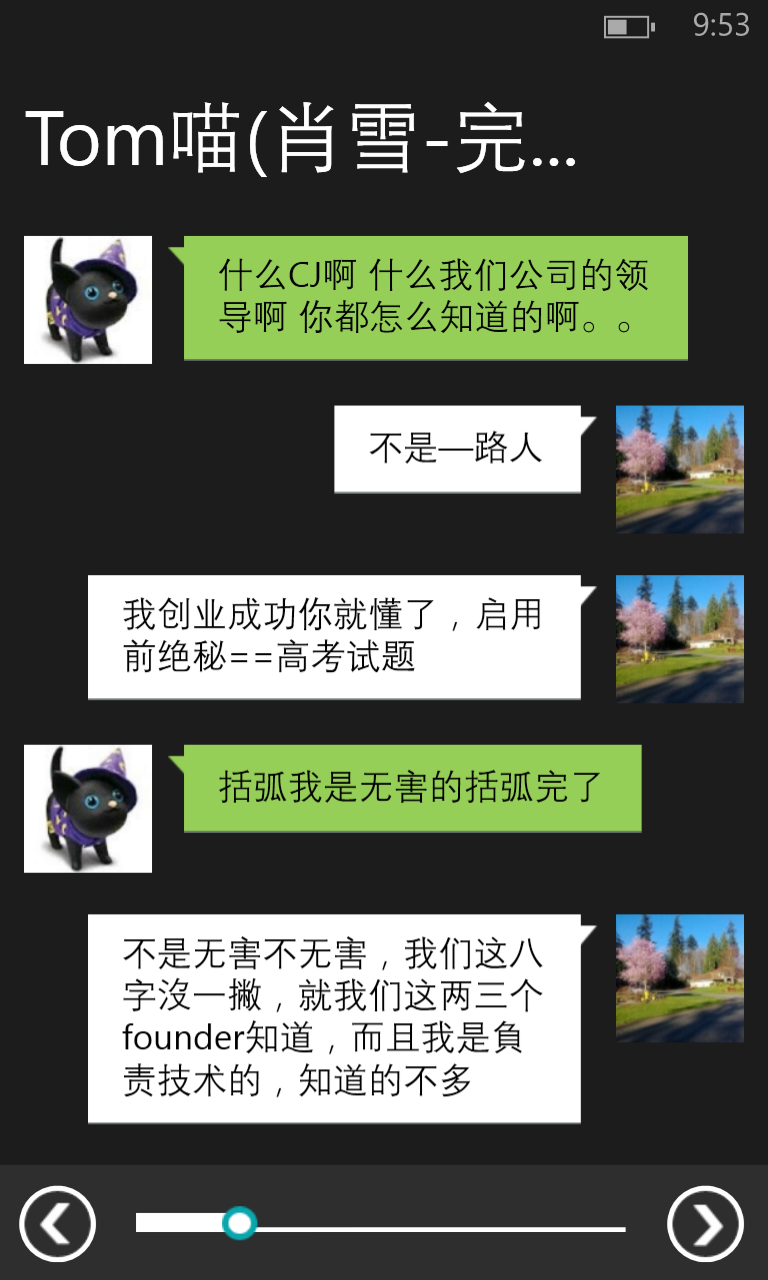 9:53
Tom喵(肖雪-完...
什么CJ啊 什么我们公司的领
导啊 你都怎么知道的啊。。
不是一路人
我创业成功你就懂了，启用
前绝秘==高考试题
括弧我是无害的括弧完了
不是无害不无害，我们这八
字沒一撇，就我们这两三个
founder知道，而且我是負
责技术的，知道的不多